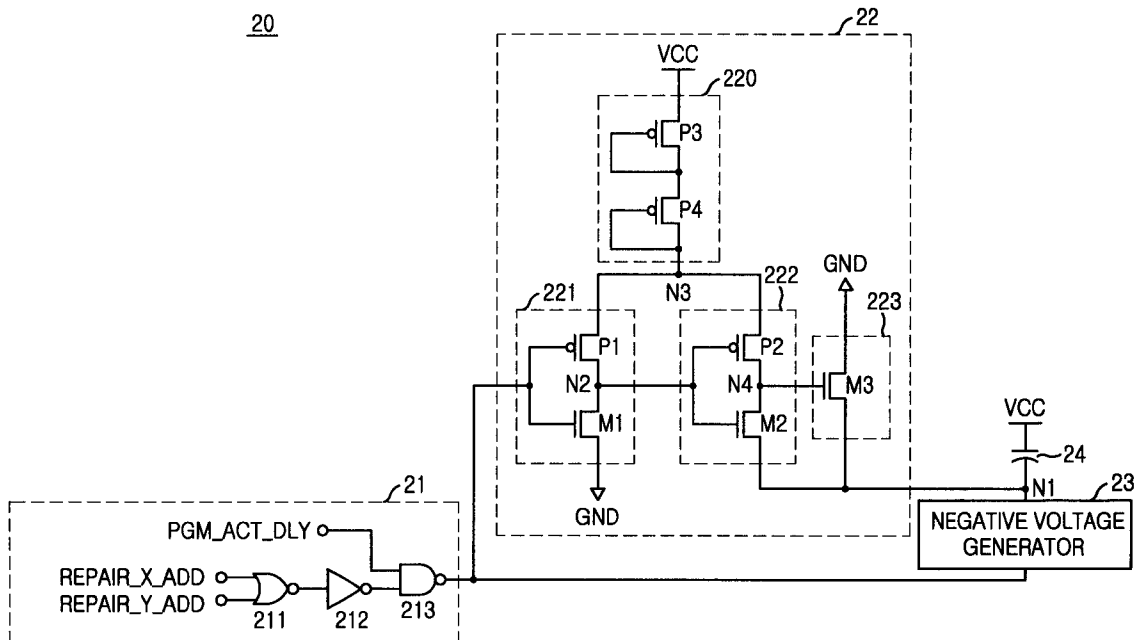 20
22
VCC
220
P3
P4
N3
221
222
GND
223
P1
P2
N2
N4
M3
M1
M2
VCC
24
N1
23
GND
NEGATIVE VOLTAGE
GENERATOR
21
PGM_ACT_DLY
REPAIR_X_ADD
REPAIR_Y_ADD
211
212
213